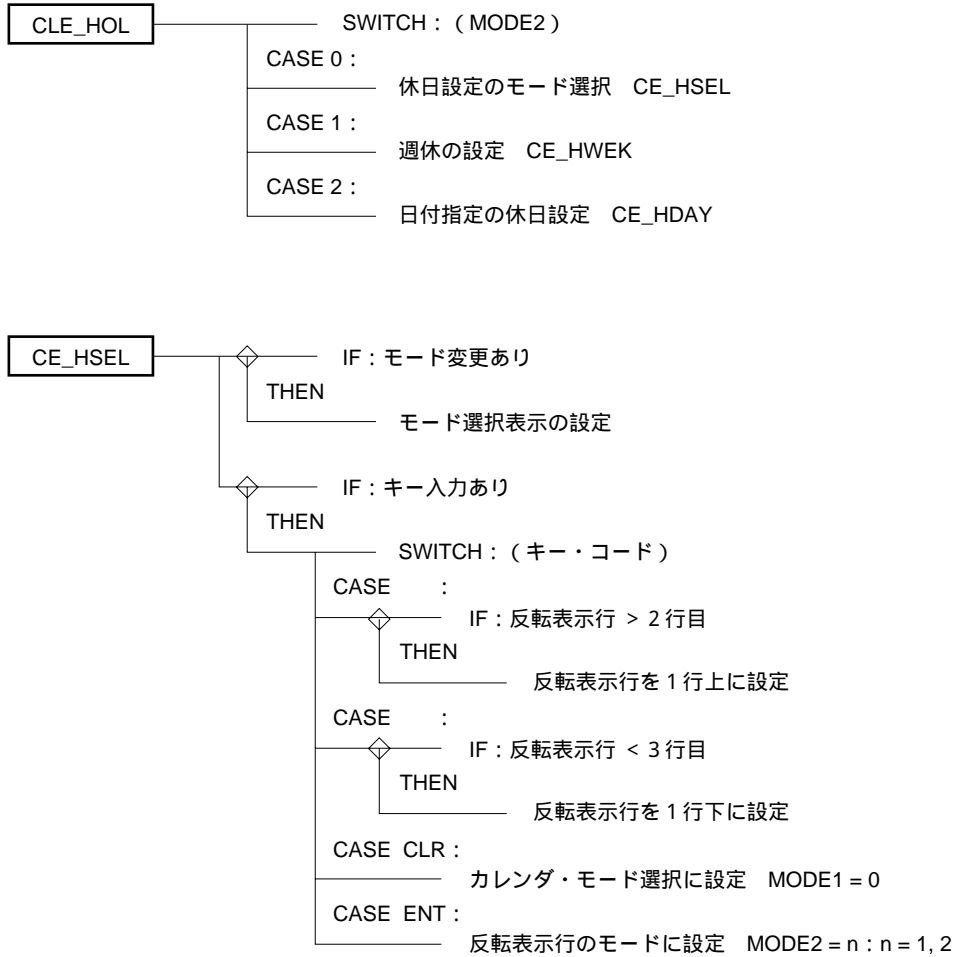 CLE_HOL SWITCH：（MODE2）
CASE 0：
休日設定のモード選択　CE_HSEL
CASE 1：
週休の設定　CE_HWEK
CASE 2：
日付指定の休日設定　CE_HDAY
CE_HSEL IF：モード変更あり
THEN
モード選択表示の設定
IF：キー入力あり
THEN
SWITCH：（キー・コード）
CASE　　：
IF：反転表示行 > 2行目
THEN
反転表示行を1行上に設定
CASE　　：
IF：反転表示行 < 3行目
THEN
反転表示行を1行下に設定
CASE CLR：
カレンダ・モード選択に設定　MODE1 = 0
CASE ENT：
反転表示行のモードに設定　MODE2 = n：n = 1, 2